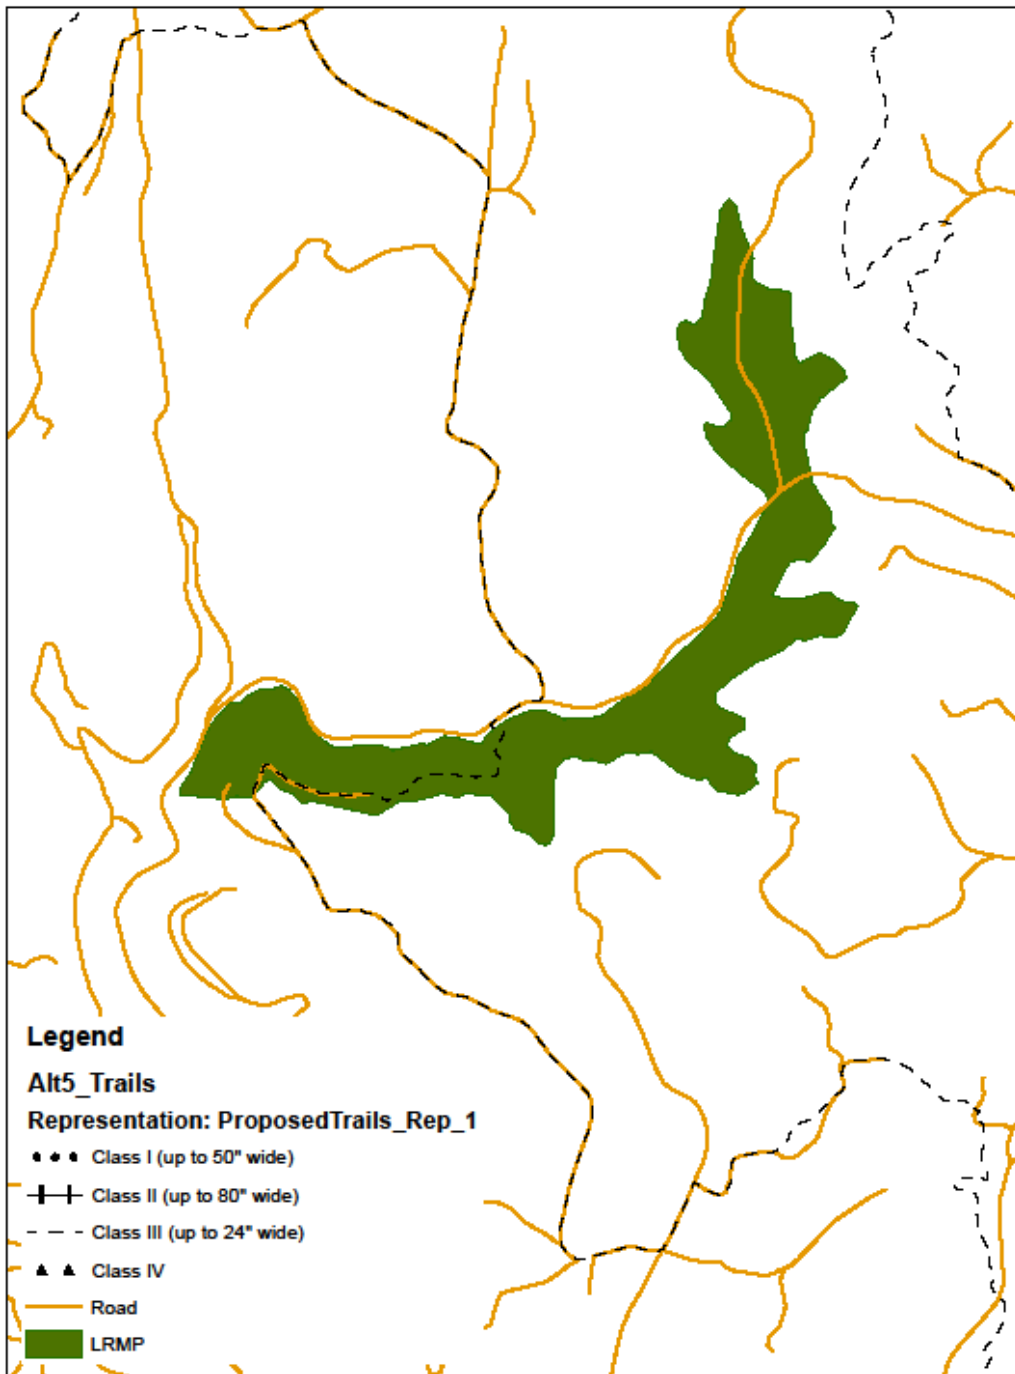 Legend
Alt5_Trails
Representation: ProposedTrails_Rep_1
Class I (up to 50" wide)
Class II (up to 80" wide)
Class III (up to 24" wide)
Class IV
Road
LRMP